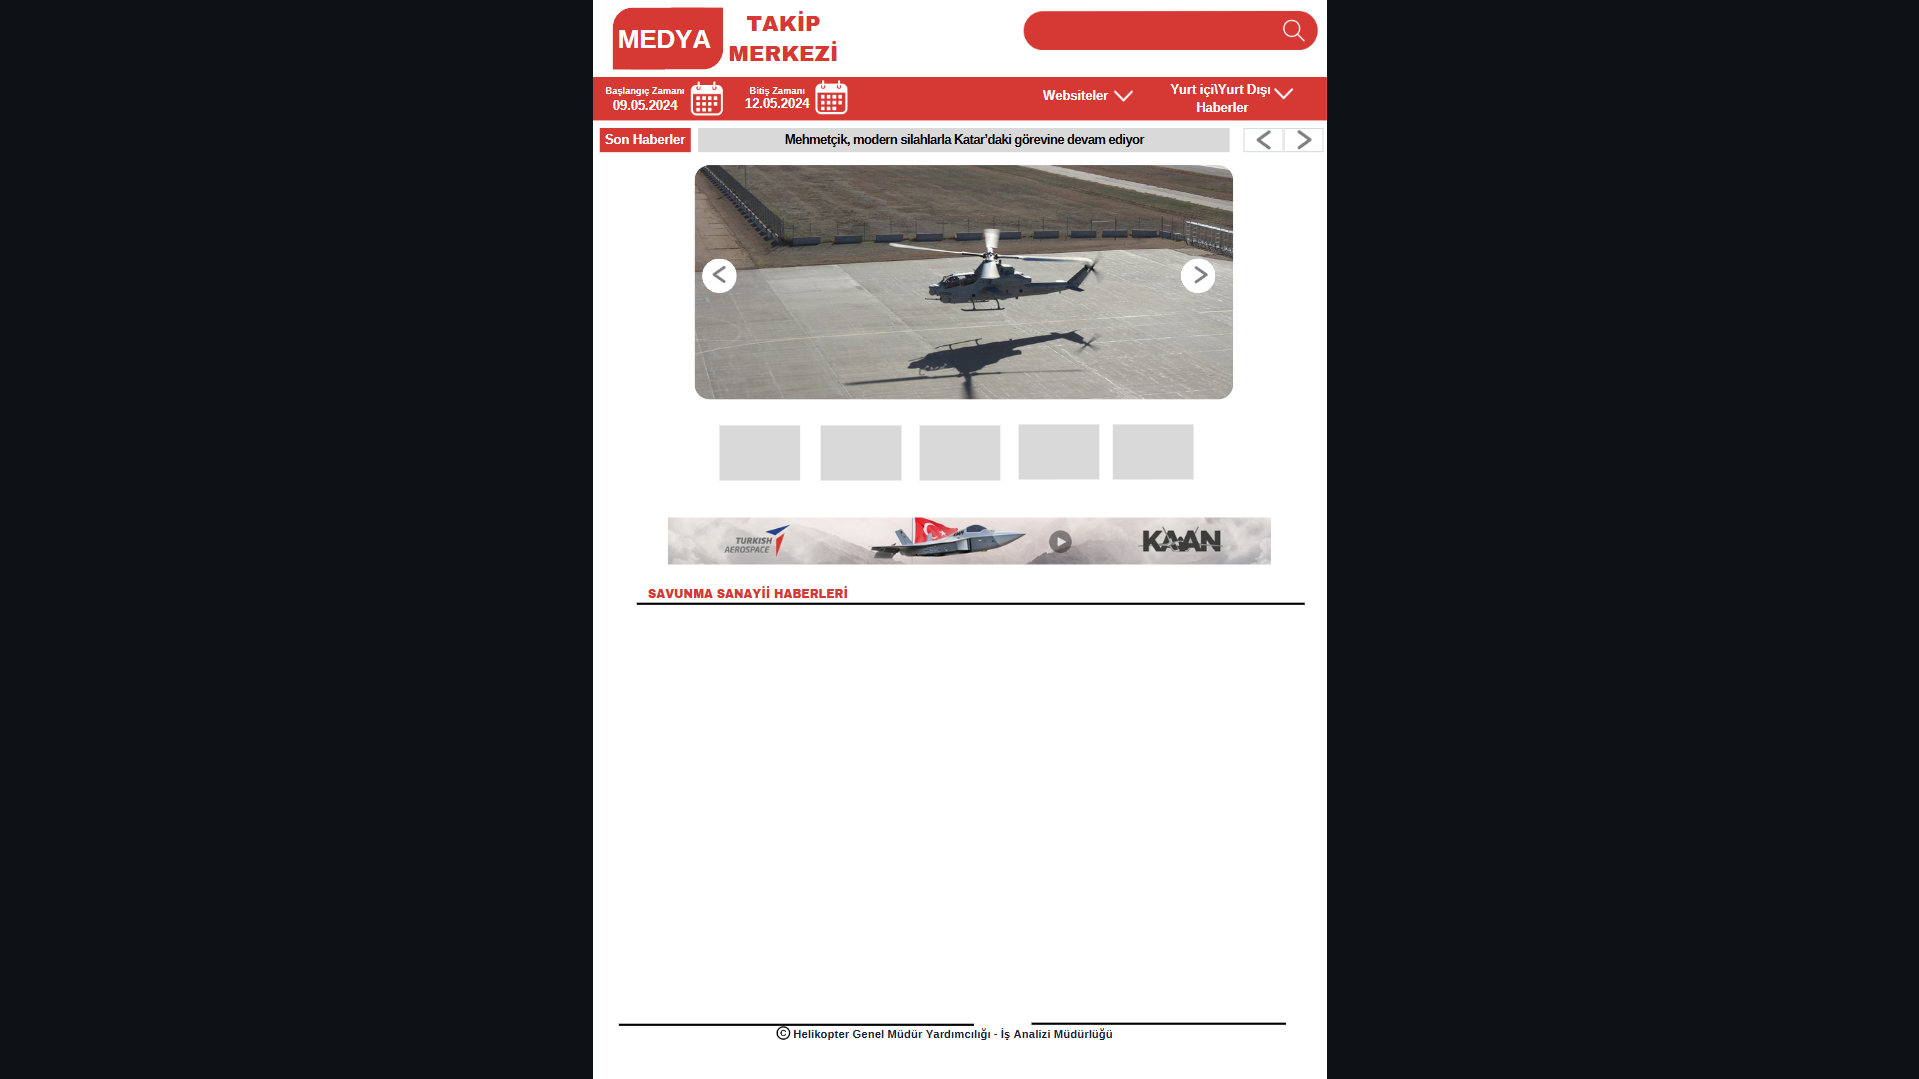 MEDYA
TAKİP
MERKEZİ
Başlangıç Zamanı
09.05.2024
Bitiş Zamanı
12.05.2024
Websiteler
Yurt içi\Yurt Dışı
Haberler
Son Haberler
Mehmetçik, modern silahlarla Katar’daki görevine devam ediyor
TURKISH
AEROSPACE
KAAN
SAVUNMA SANAYİİ HABERLERİ
© Helikopter Genel Müdür Yardımcılığı - İş Analizi Müdürlüğü